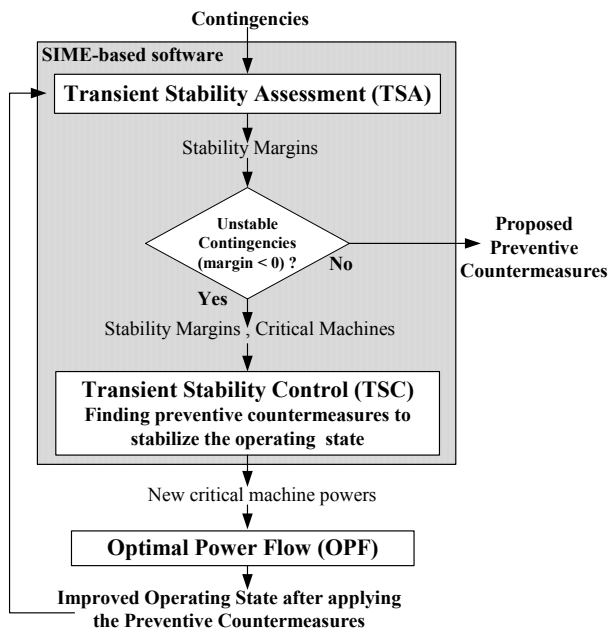 Contingencies
SIME-based software
Transient Stability Assessment (TSA)
Stability Margins
Unstable
Contingencies
(margin < 0) ?
No
Proposed
Preventive
Countermeasures
Yes
Stability Margins , Critical Machines
Transient Stability Control (TSC)
Finding preventive countermeasures to
stabilize the operating state
New critical machine powers
Optimal Power Flow (OPF)
Improved Operating State after applying
the Preventive Countermeasures